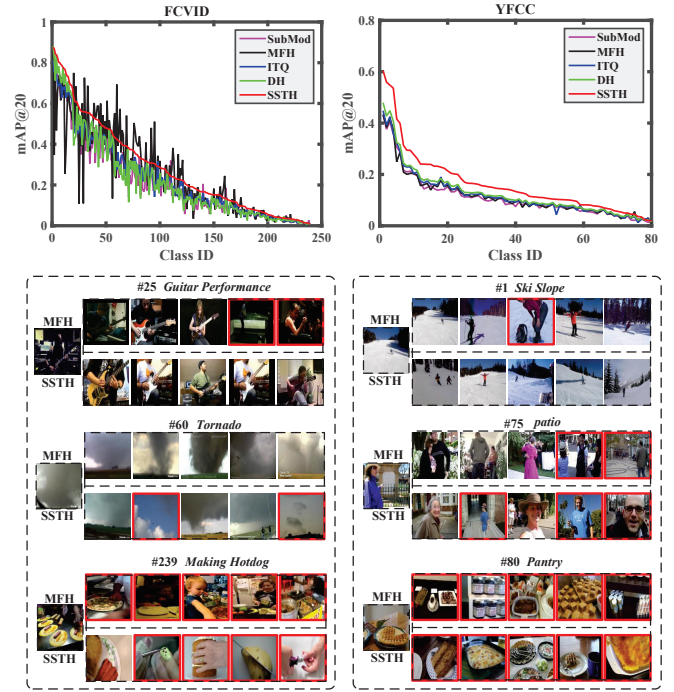 FCVID
1
0.8
0.6
0.4
0.2
0
mAP@20
0 50 100 150 200 250
Class ID
SubMod
MFH
ITQ
DH
SSTH
YFCC
0.8
0.6
0.4
0.2
0
mAP@20
0 20 40 60 80
Class ID
SubMod
MFH
ITQ
DH
SSTH
#25 Guitar Performance
MFH
SSTH
#60 Tornado
MFH
SSTH
#239 Making Hotdog
MFH
SSTH
#1 Ski Slope
MFH
SSTH
#75 patio
MFH
SSTH
#80 Pantry
MFH
SSTH